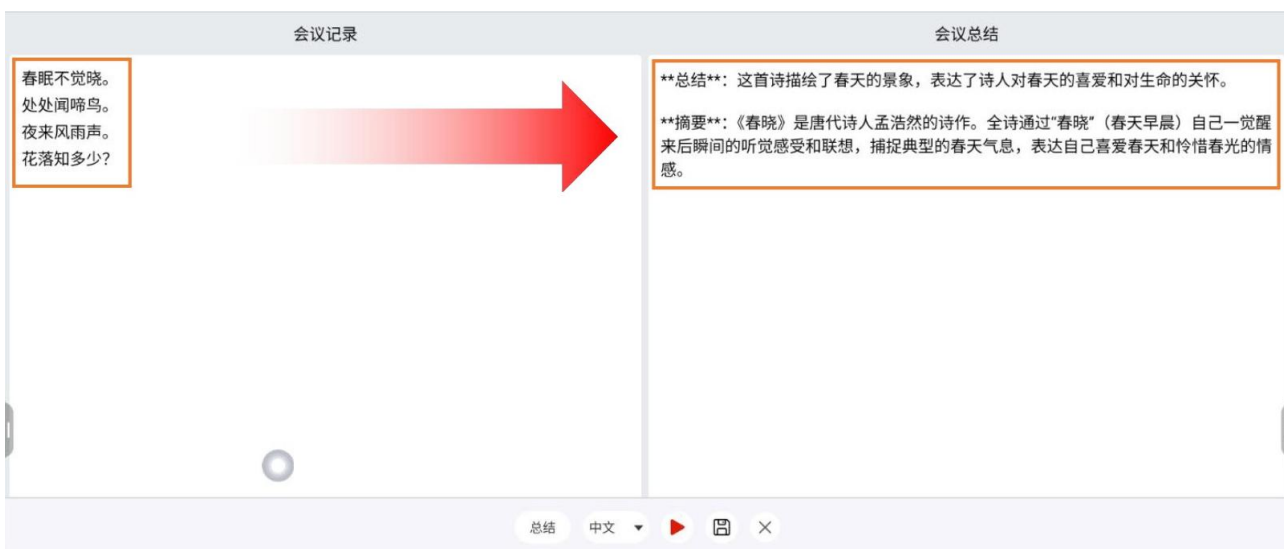 会议记录
会议总结
春眠不觉晓。
处处闻啼鸟。
夜来风雨声。
花落知多少？
**总结**：这首诗描绘了春天的景象，表达了诗人对春天的喜爱和对生命的关怀。
**摘要**：《春晓》是唐代诗人孟浩然的诗作。全诗通过“春晓”（春天早晨）自己一觉醒
来后瞬间的听觉感受和联想，捕捉典型的春天气息，表达自己喜爱春天和怜惜春光的情
感。
总结
中文